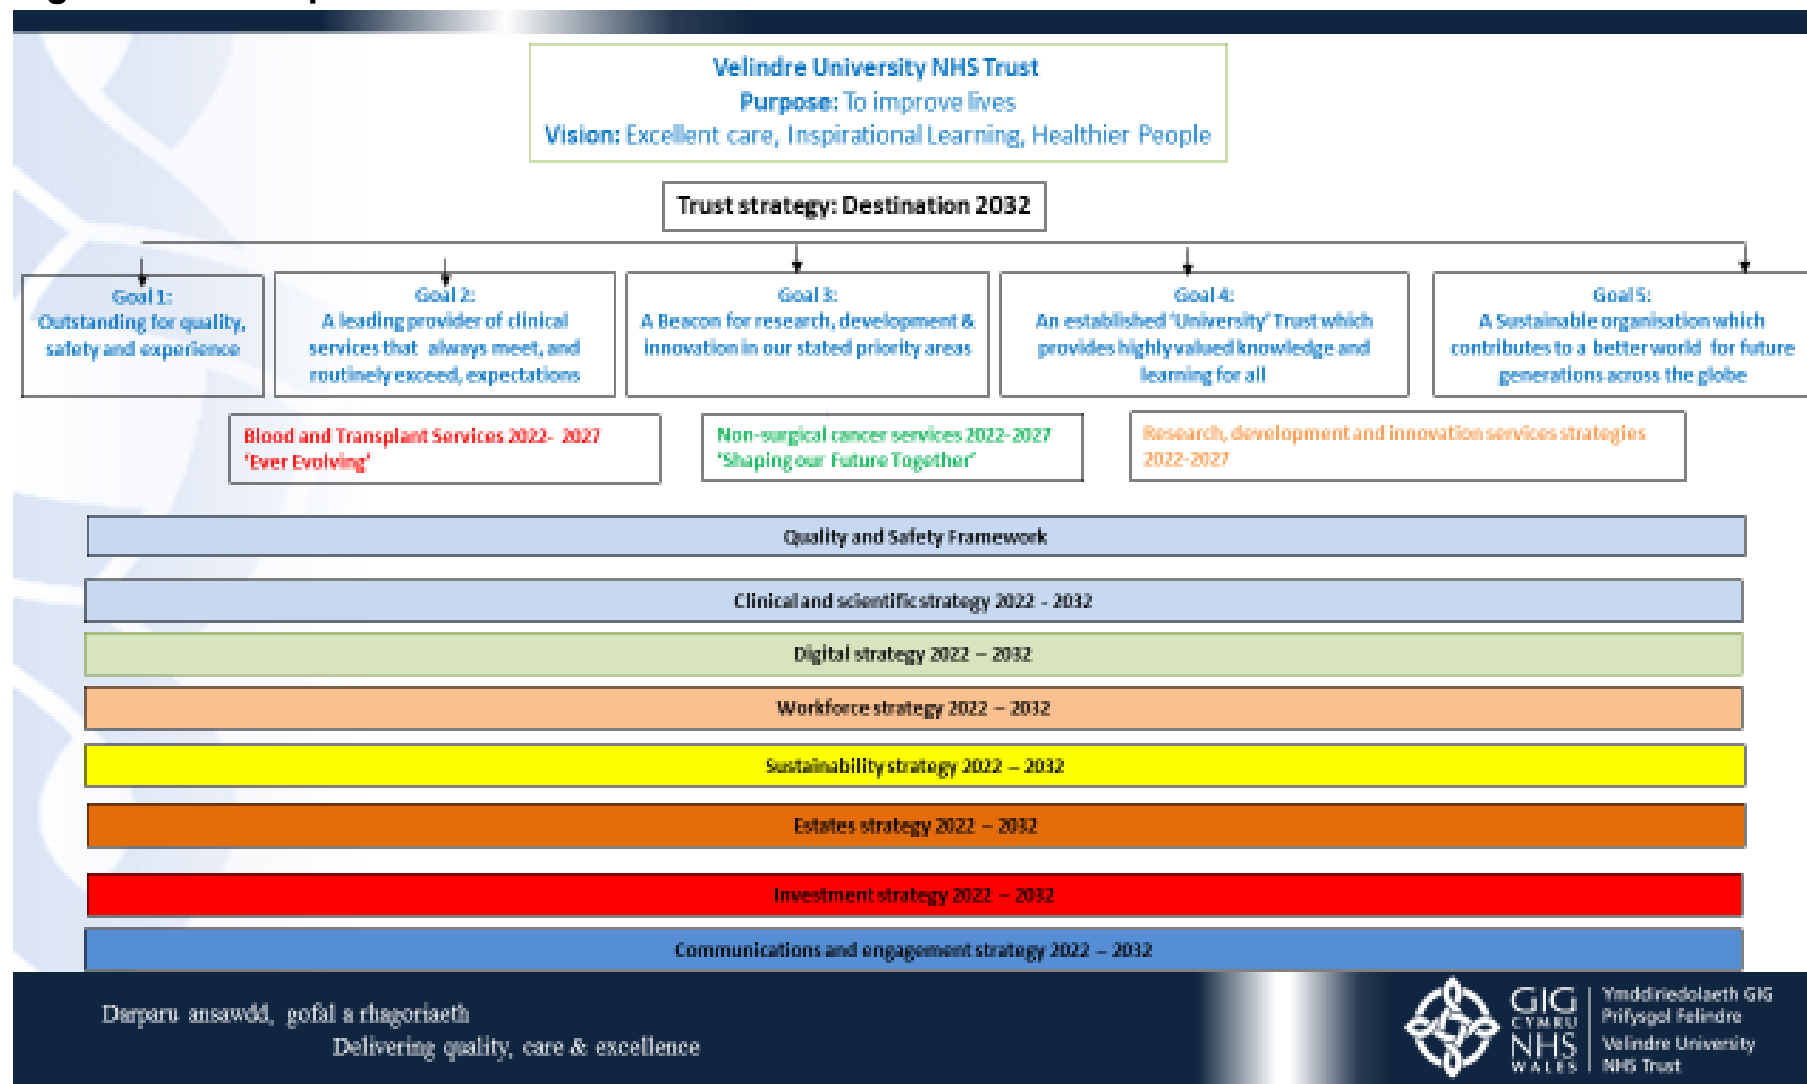 Velindre University NHS Trust
Purpose: To improve lives
Vision: Excellent care, Inspirational Learning, Healthier People
Trust strategy: Destination 2032
Goal 1:
Outstanding for quality,
safety and experience
Goal 2:
A leading provider of clinical
services that always meet, and
routinely exceed, expectations
Goal 3:
A Beacon for research, development &
innovation in our stated priority areas
Goal 4:
An established 'University' Trust which
provides highly valued knowledge and
learning for all
Goal 5:
A Sustainable organisation which
contributes to a better world for future
generations across the globe
Blood and Transplant Services 2022- 2027
'Ever Evolving'
Non-surgical cancer services 2022-2027
'Shaping our Future Together'
Research, development and innovation services strategies
2022-2027
Quality and Safety Framework
Clinical and scientific strategy 2022 - 2032
Digital strategy 2022 – 2032
Workforce strategy 2022 – 2032
Sustainability strategy 2022 – 2032
Estates strategy 2022 – 2032
Investment strategy 2022 – 2032
Communications and engagement strategy 2022 – 2032
Darparu ansawdd, gofal a rhagoriaeth
Delivering quality, care & excellence
GIG
CYMRU
NHS
WALES
Ymddiriedolaeth GIG
Prifysgol Felindre
Velindre University
NHS Trust